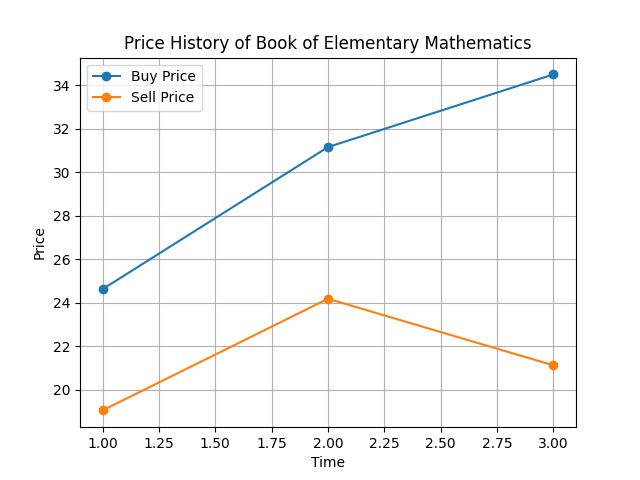 Price History of Book of Elementary Mathematics
Buy Price
Sell Price
34
32
30
28
26
24
22
20
Price
1.00 1.25 1.50 1.75 2.00 2.25 2.50 2.75 3.00
Time